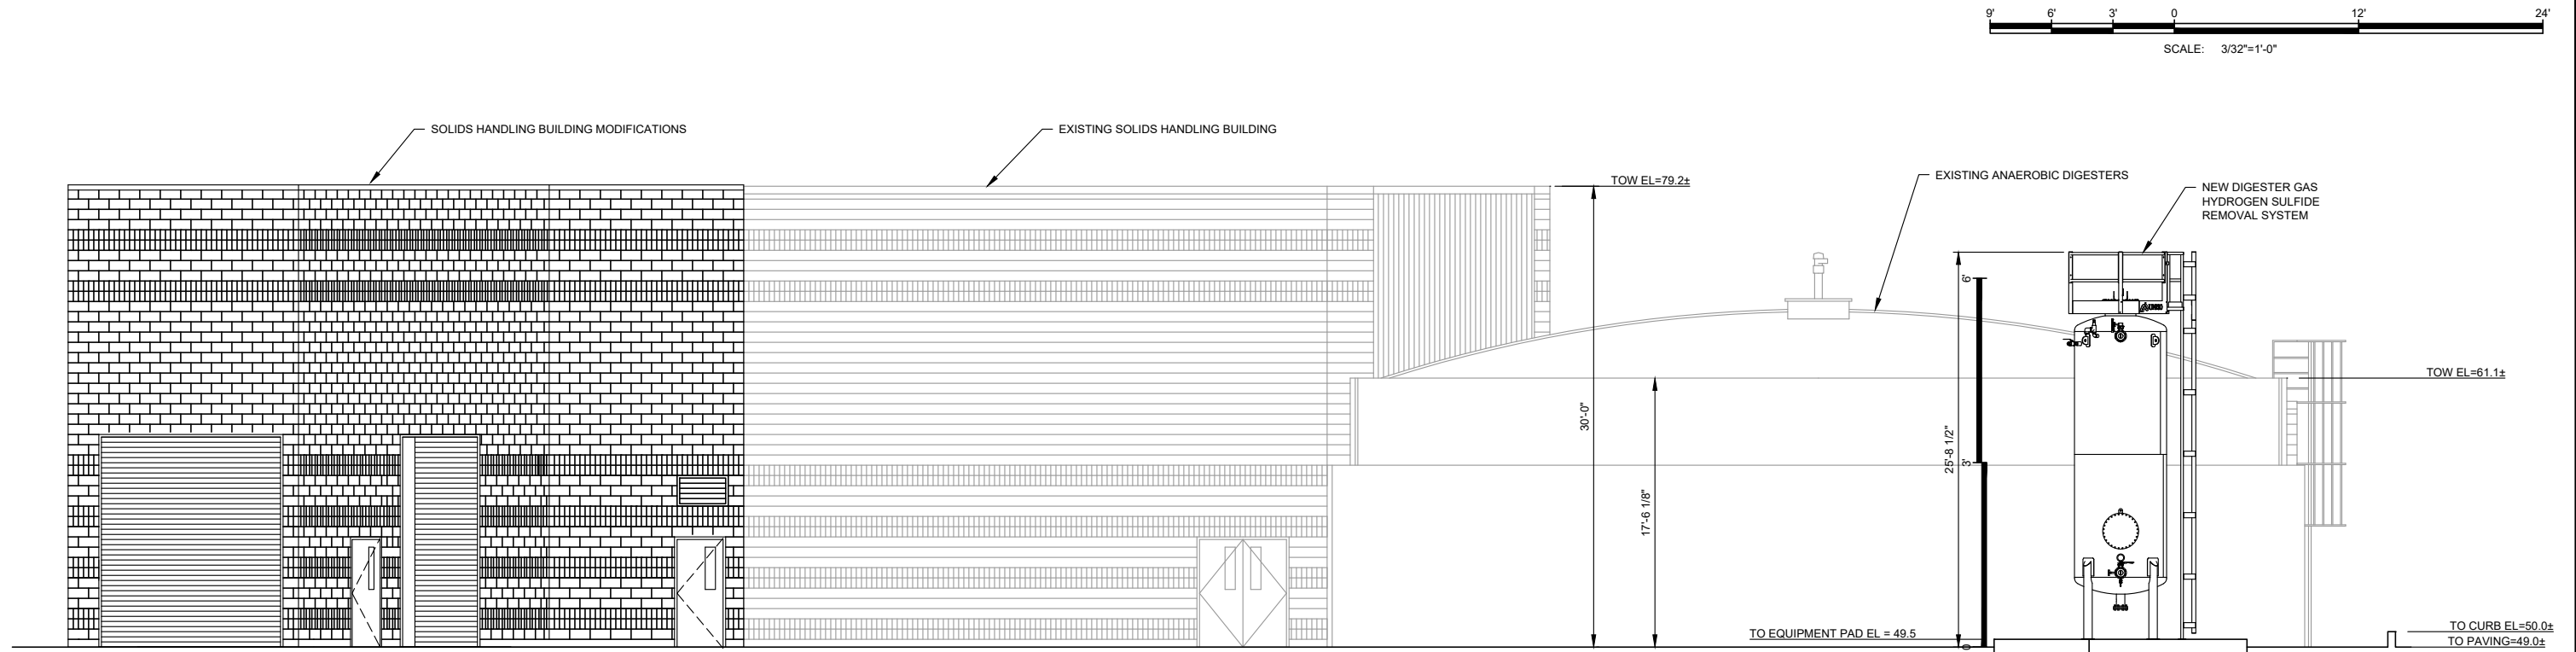 9' 6' 3' 0 12' 24'
SCALE: 3/32"=1'-0"
SOLIDS HANDLING BUILDING MODIFICATIONS
EXISTING SOLIDS HANDLING BUILDING
TOW EL=79.2±
EXISTING ANAEROBIC DIGESTERS
NEW DIGESTER GAS
HYDROGEN SULFIDE
REMOVAL SYSTEM
6'
TOW EL=61.1±
30'-0"
25'-8 1/2"
3'
17'-6 1/8"
TO EQUIPMENT PAD EL = 49.5
0
TO CURB EL=50.0±
TO PAVING=49.0±